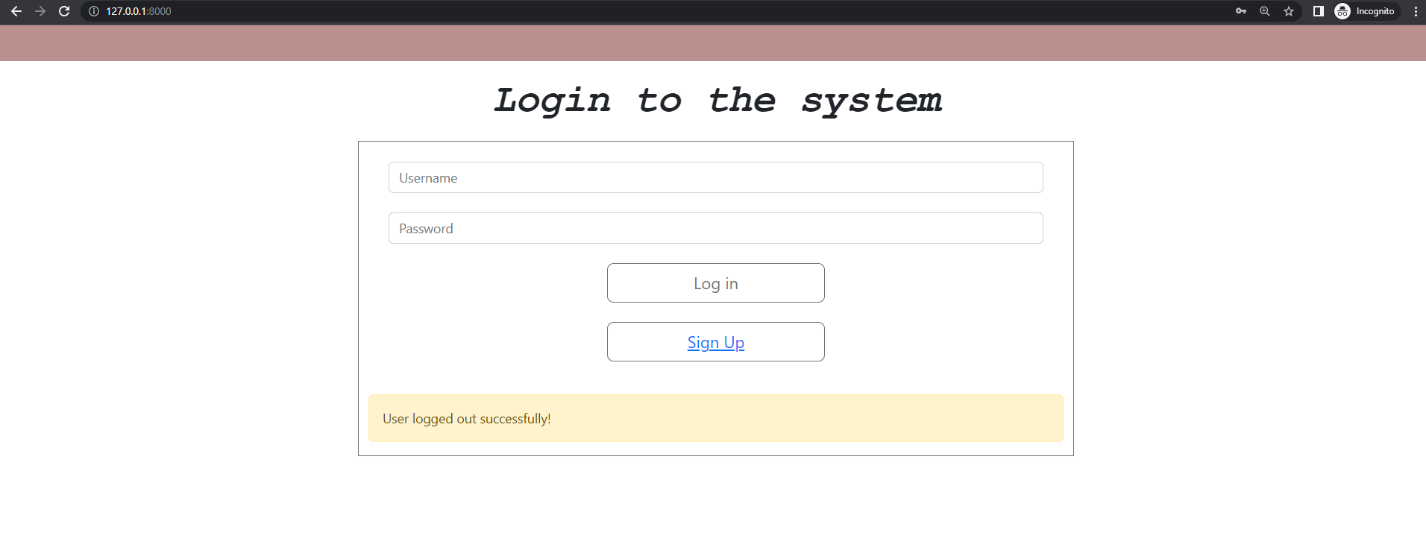 127.0.0.1:8000
Incognito
Login to the system
Username
Password
Log in
Sign Up
User logged out successfully!